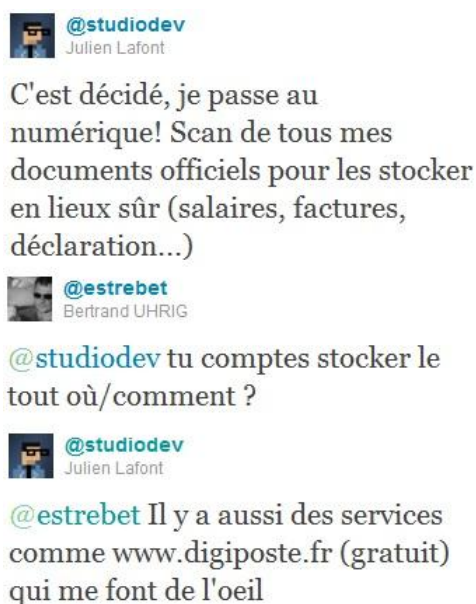 @studiodev
Julien Lafont
C'est décidé, je passe au
numérique! Scan de tous mes
documents officiels pour les stocker
en lieux sûr (salaires, factures,
déclaration...)
@estrebet
Bertrand UHRIG
@studiodev tu comptes stocker le
tout où/comment ?
@studiodev
Julien Lafont
@estrebet Il y a aussi des services
comme www.digiposte.fr (gratuit)
qui me font de l'oeil